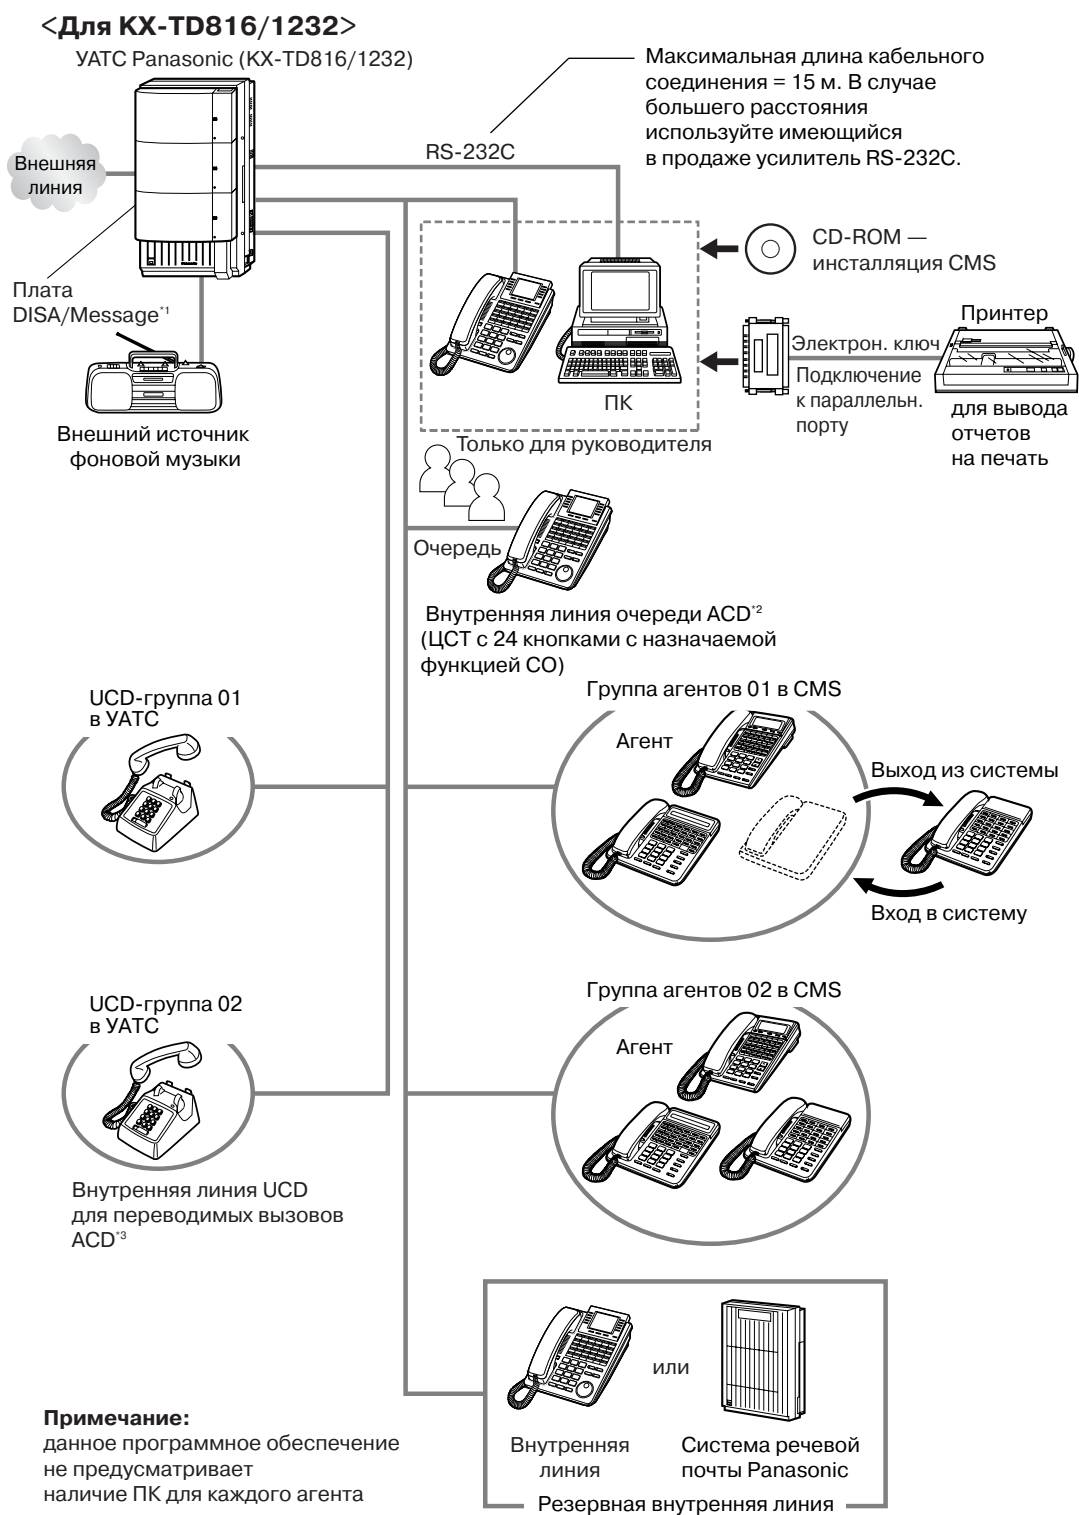 <Для KX-TD816/1232>
УАТС Panasonic (KX-TD816/1232)
Максимальная длина кабельного
соединения = 15 м. В случае
большего расстояния
используйте имеющийся
в продаже усилитель RS-232C.
RS-232C
Внешняя
линия
CD-ROM —
инсталляция CMS
Плата
DISA/Message*1
Принтер
Электрон. ключ
Подключение
к параллельн.
порту
ПК
для вывода
отчетов
на печать
Внешний источник
фоновой музыки
Только для руководителя
Очередь
Внутренняя линия очереди ACD*2
(ЦСТ с 24 кнопками с назначаемой
функцией СО)
UCD-группа 01
в УАТС
Группа агентов 01 в CMS
Агент
Выход из системы
Вход в систему
UCD-группа 02
в УАТС
Группа агентов 02 в CMS
Агент
Внутренняя линия UCD
для переводимых вызовов
ACD*3
или
Внутренняя
линия
Система речевой
почты Panasonic
Резервная внутренняя линия
Примечание:
данное программное обеспечение
не предусматривает
наличие ПК для каждого агента